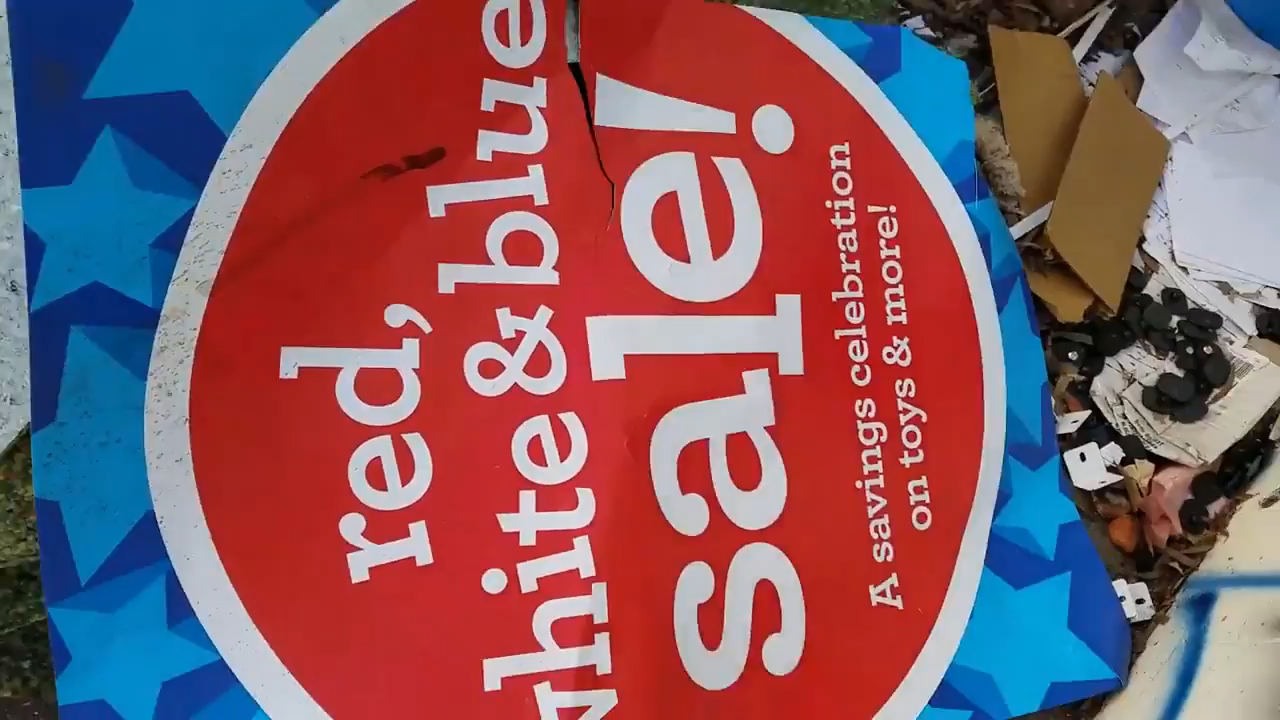 red,
white & blue
sale!
A savings celebration
on toys & more!